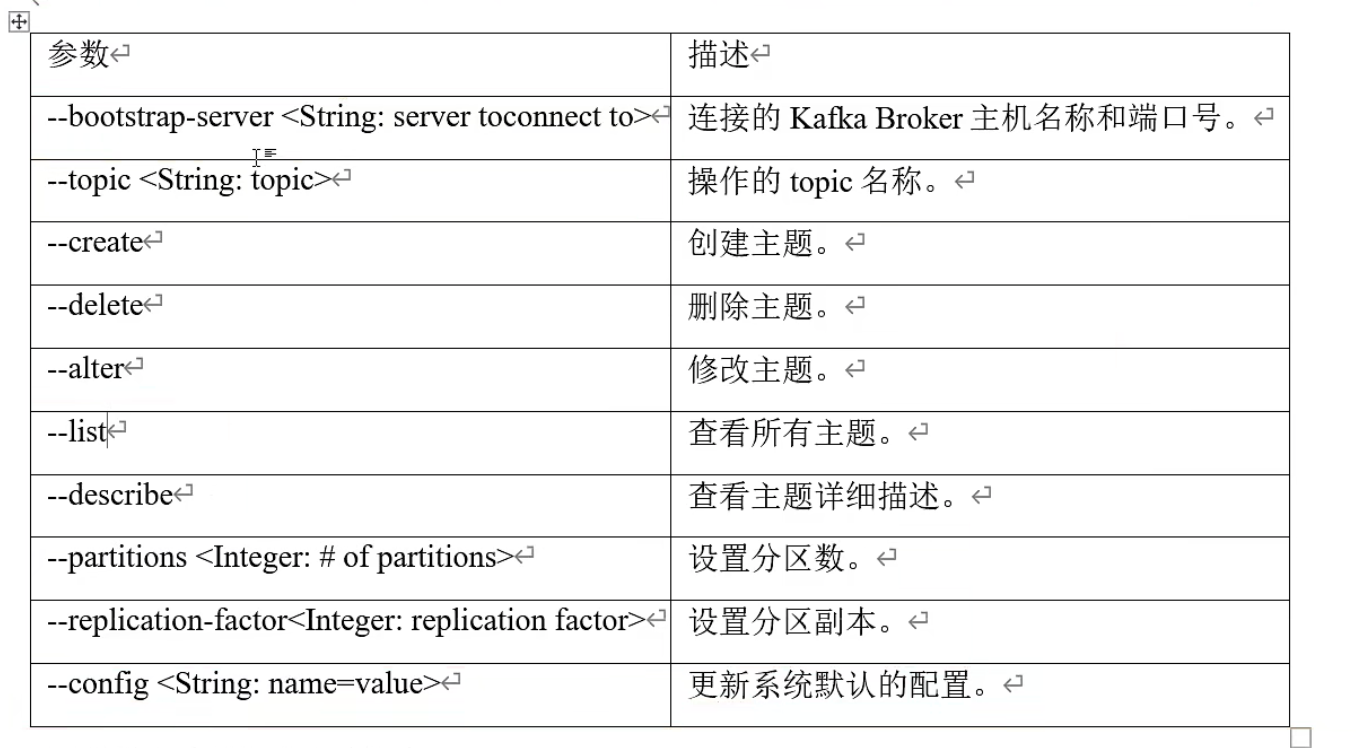 参数
描述
--bootstrap-server <String: server toconnect to>
连接的 Kafka Broker 主机名称和端口号。
--topic <String: topic>
操作的 topic 名称。
--create
创建主题。
--delete
删除主题。
--alter
修改主题。
--list
查看所有主题。
--describe
查看主题详细描述。
--partitions <Integer: # of partitions>
设置分区数。
--replication-factor<Integer: replication factor>
设置分区副本。
--config <String: name=value>
更新系统默认的配置。